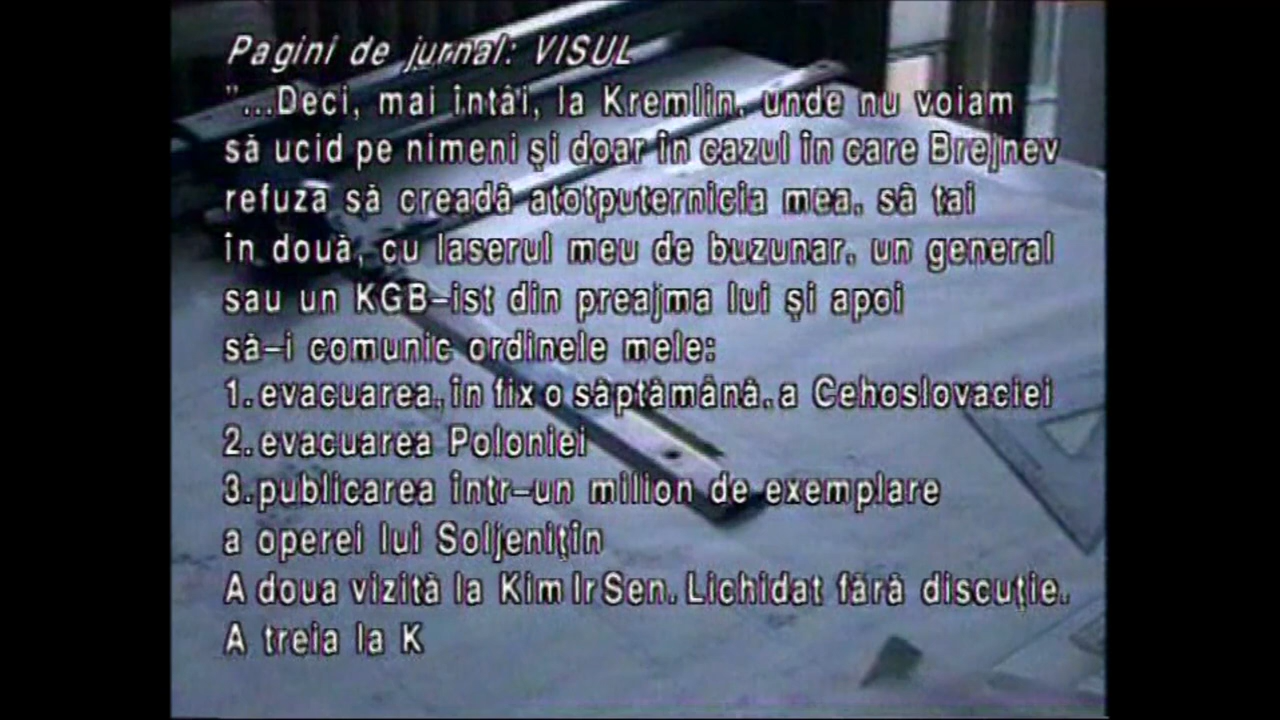 Pagini de jurnal: VISUL
"...Deci, mai întâi, la Kremlin, unde nu voiam
să ucid pe nimeni și doar în cazul în care Brejnev
refuza să creadă atotputernicia mea, să tai
în două, cu laserul meu de buzunar, un general
sau un KGB-ist din preajma lui și apoi
să-i comunic ordinele mele:
1. evacuarea, în fix o săptămână, a Cehoslovaciei
2. evacuarea Poloniei
3. publicarea într-un milion de exemplare
a operei lui Soljenițîn
A doua vizită la Kim Ir Sen. Lichidat fără discuție.
A treia la K